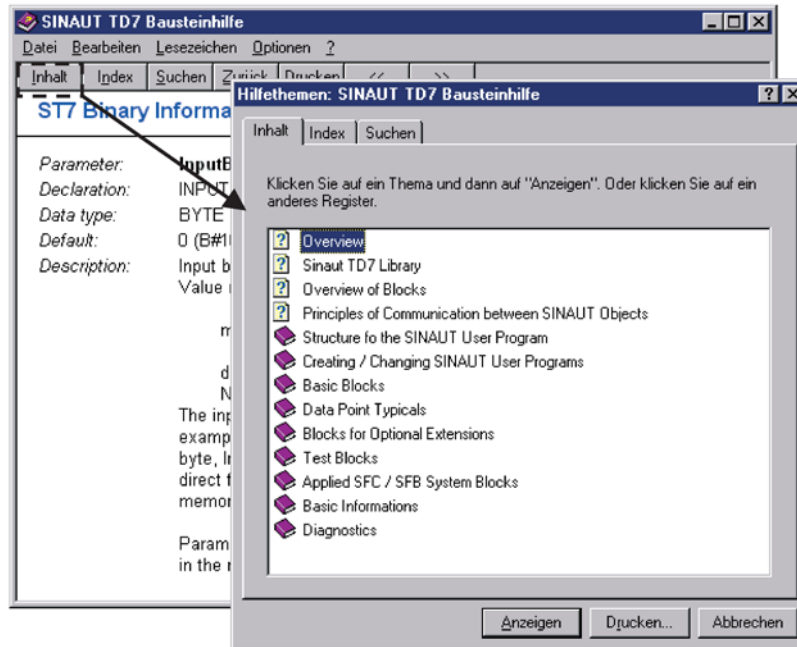 SINAUT TD7 Bausteinhilfe
Datei Bearbeiten Lesezeichen Optionen ?
Inhalt Index Suchen Zurück Drucken << >>
ST7 Binary Informa
Parameter: InputB
Declaration: INPUT
Data type: BYTE
Default: 0 (B#1
Description: Input b
Value
m
d
N
The inp
examp
byte, I
direct f
memor
Param
in the
Hilfethemen: SINAUT TD7 Bausteinhilfe
Inhalt Index Suchen
Klicken Sie auf ein Thema und dann auf "Anzeigen". Oder klicken Sie auf ein
anderes Register.
Overview
Sinaut TD7 Library
Overview of Blocks
Principles of Communication between SINAUT Objects
Structure fo the SINAUT User Program
Creating / Changing SINAUT User Programs
Basic Blocks
Data Point Typicals
Blocks for Optional Extensions
Test Blocks
Applied SFC / SFB System Blocks
Basic Informations
Diagnostics
Anzeigen Drucken... Abbrechen